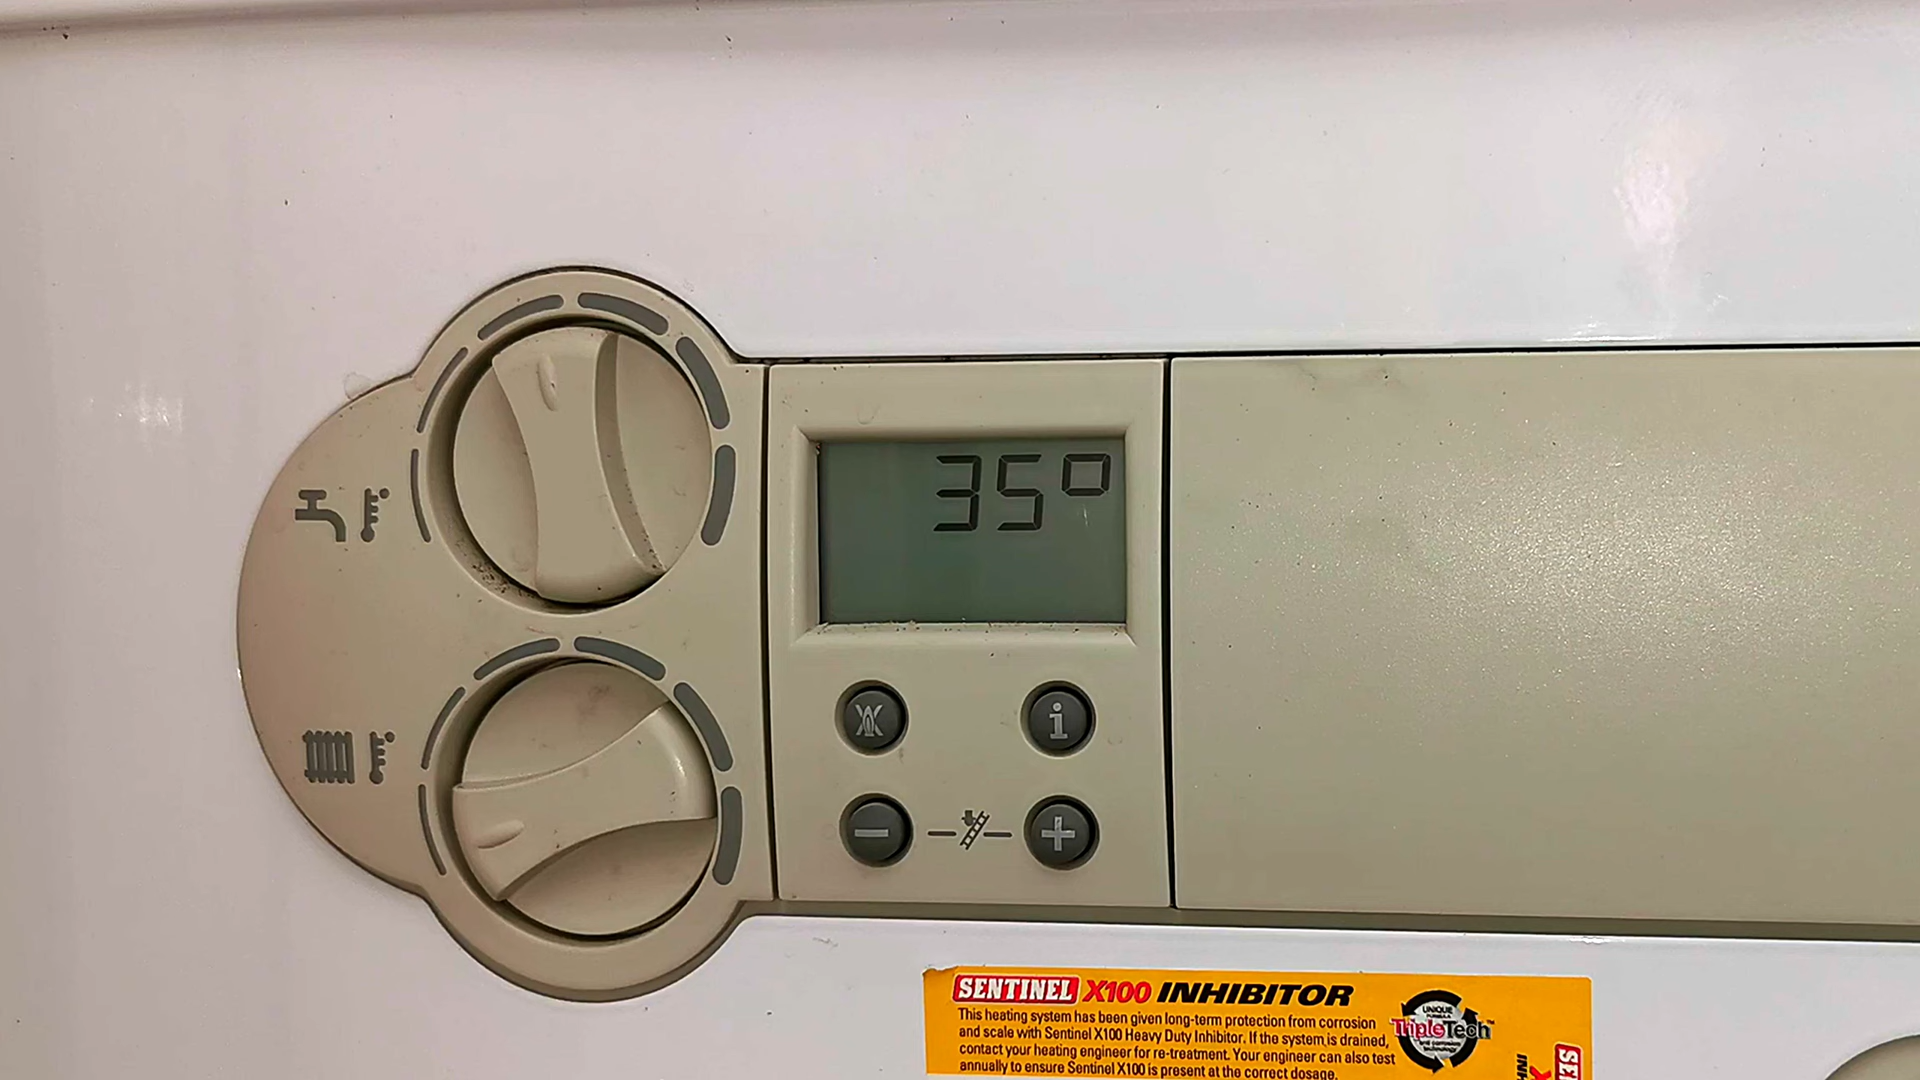 35°
i
SENTINEL X100 INHIBITOR
This heating system has been given long-term protection from corrosion
and scale with Sentinel X100 Heavy Duty Inhibitor. If the system is drained,
contact your heating engineer for re-treatment. Your engineer can also test
annually to ensure Sentinel X100 is present at the correct dosage.
UNIQUE
TripleTech™